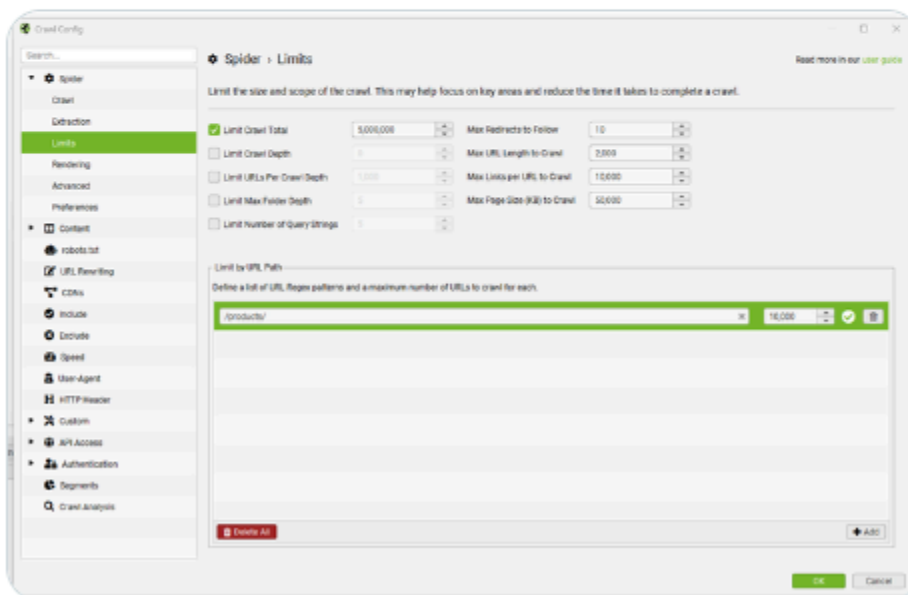 Crawl Config
Search...
Spider
Crawl
Extraction
Limits
Rendering
Advanced
Preferences
Content
robots.txt
URL Rewriting
CDNs
Include
Exclude
Speed
User-Agent
HTTP Header
Custom
API Access
Authentication
Segments
Crawl Analysis
Spider › Limits
Read more in our user guide
Limit the size and scope of the crawl. This may help focus on key areas and reduce the time it takes to complete a crawl.
Limit Crawl Total 5,000,000 Max Redirects to Follow 10
Limit Crawl Depth Max URL Length to Crawl 2,000
Limit URLs Per Crawl Depth 1,000 Max Links per URL to Crawl 10,000
Limit Max Folder Depth Max Page Size (KB) to Crawl 50,000
Limit Number of Query Strings
Limit by URL Path
Define a list of URL Regex patterns and a maximum number of URLs to crawl for each.
/products/ 10,000
Delete All
Add
OK Cancel